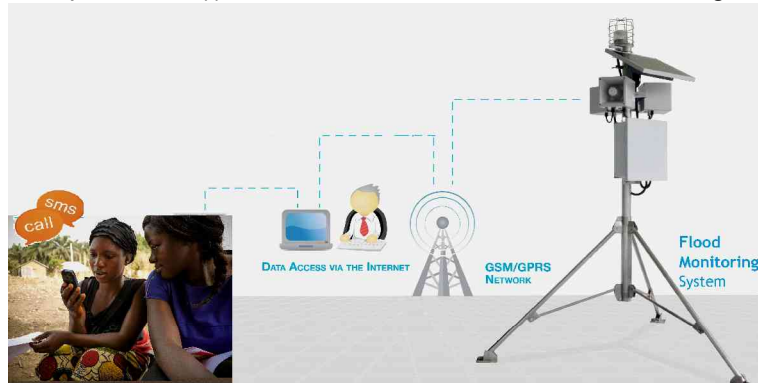 sms
call
DATA ACCESS VIA THE INTERNET
GSM/GPRS
NETWORK
Flood
Monitoring
System